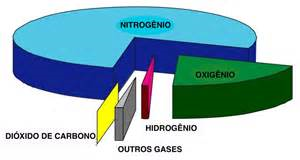 NITROGÊNIO
OXIGÊNIO
HIDROGÊNIO
DIÓXIDO DE CARBONO
OUTROS GASES